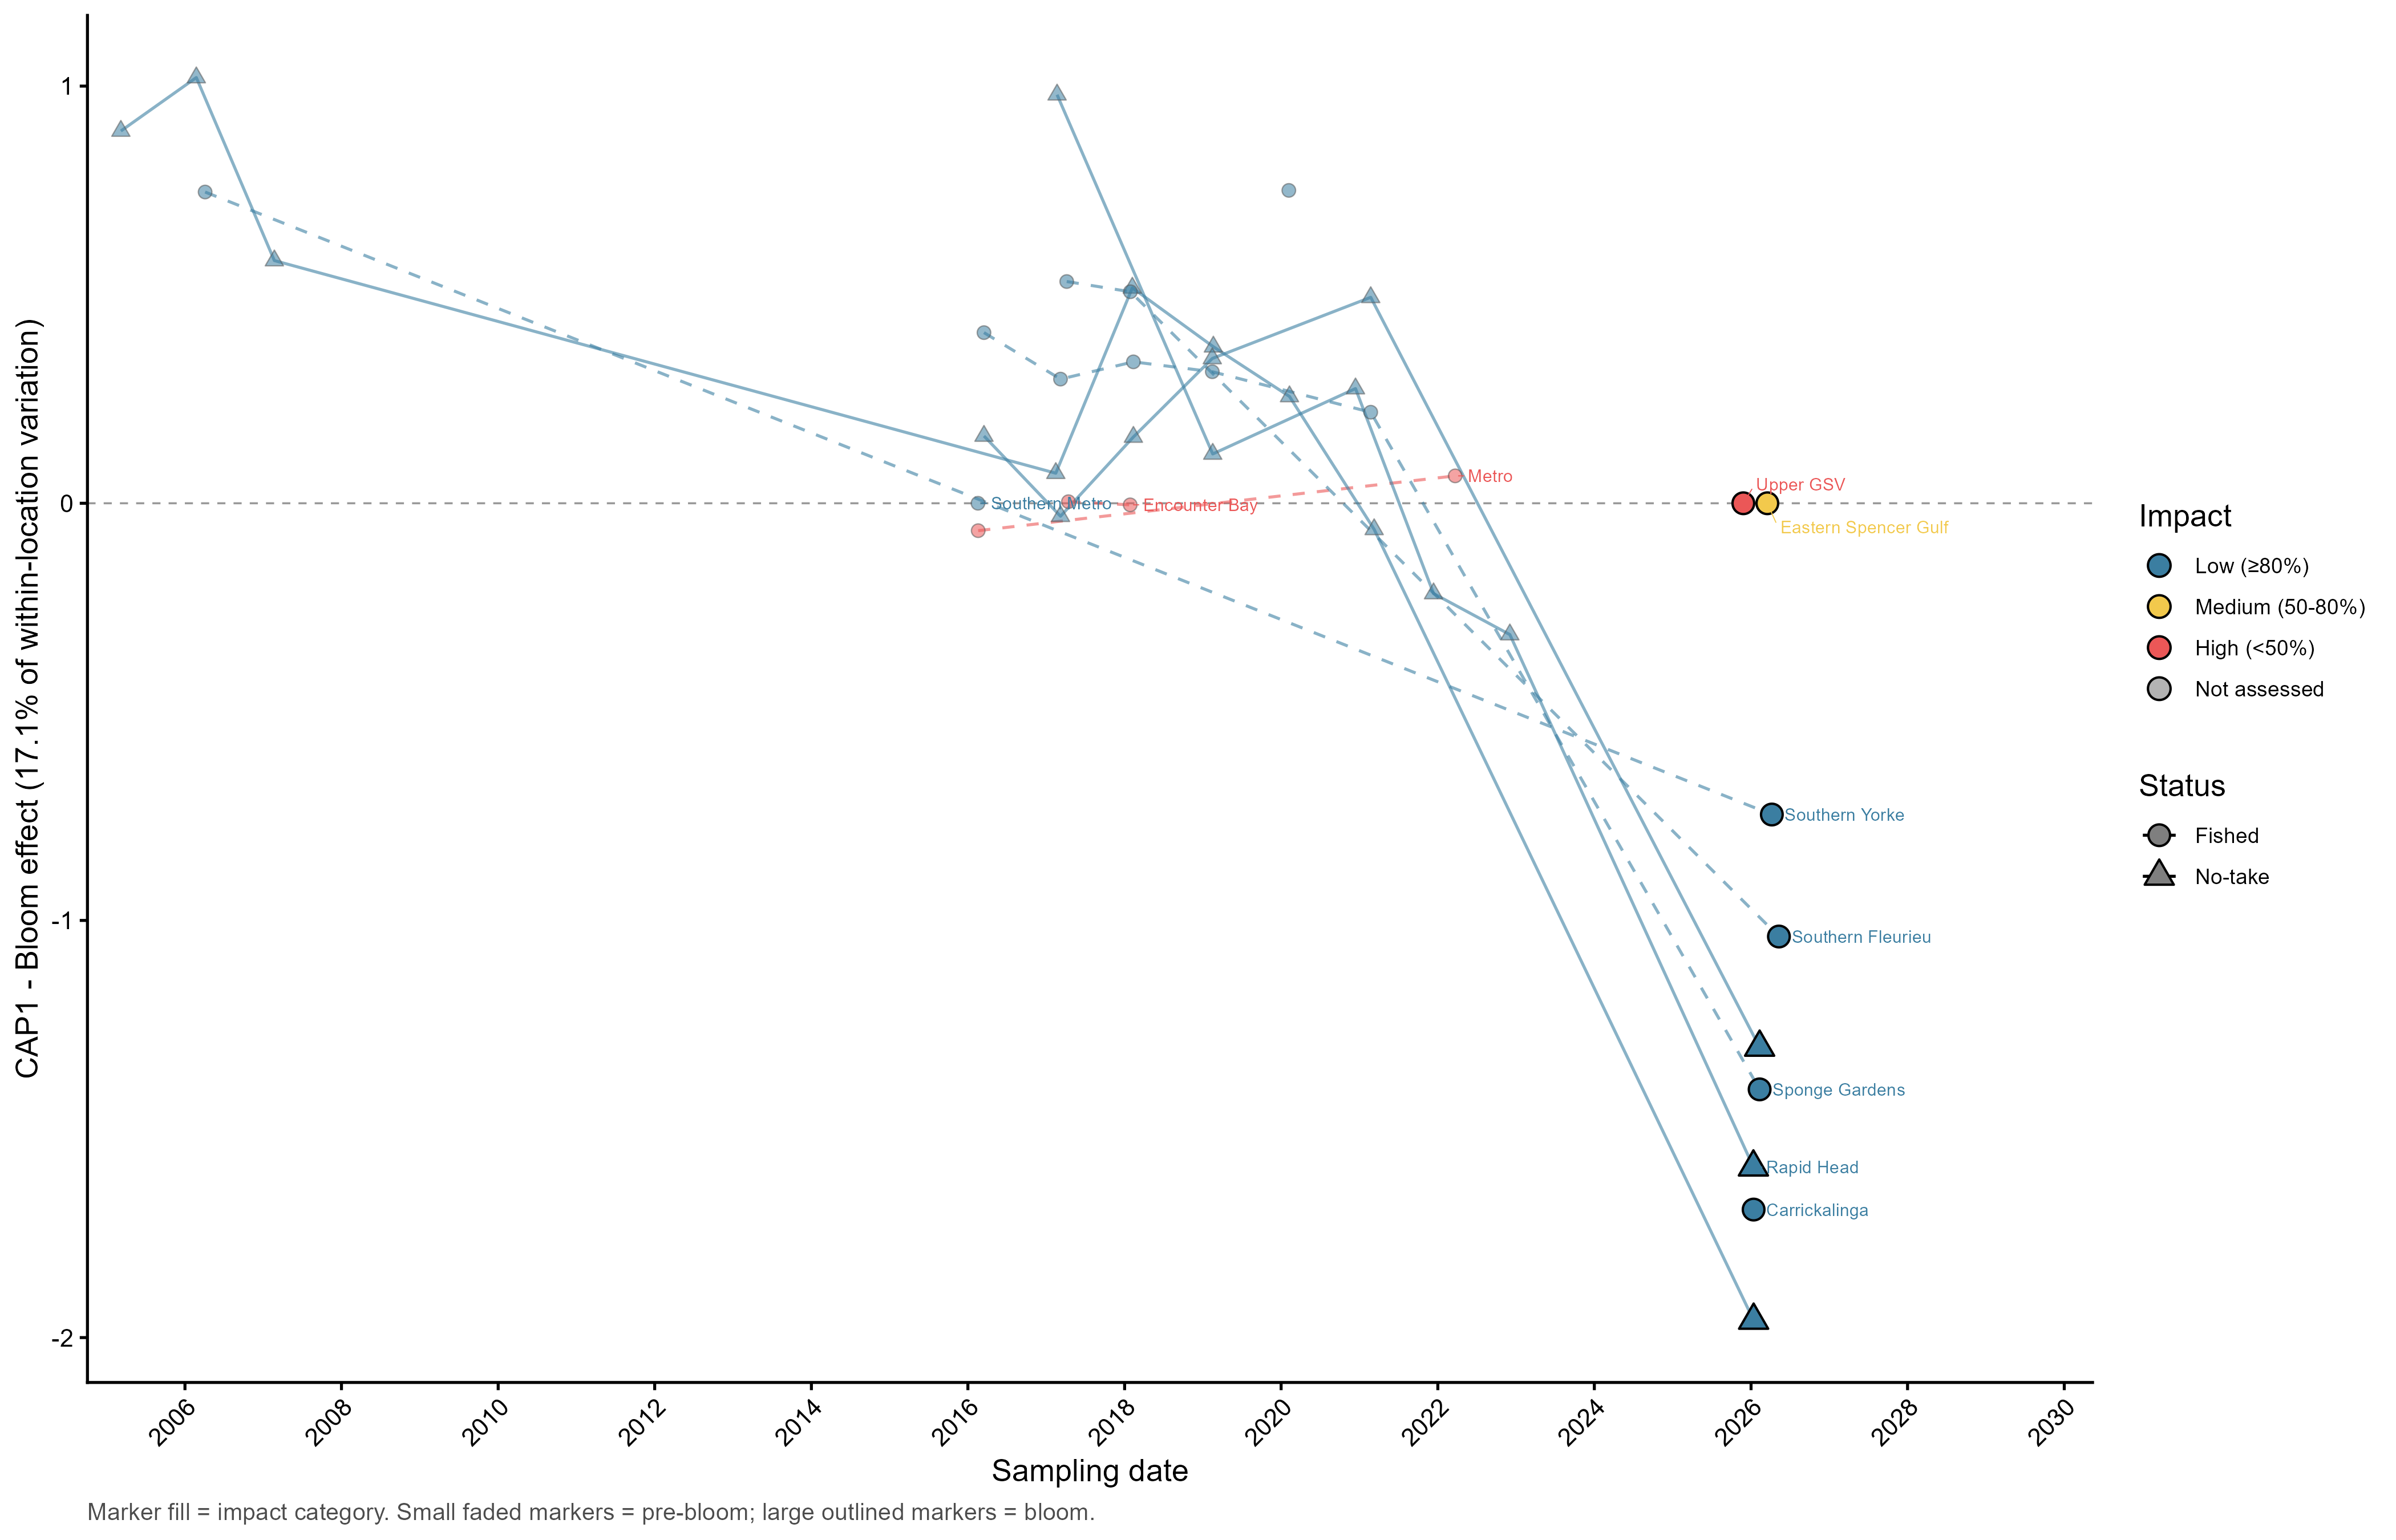 CAP1 - Bloom effect (17.1% of within-location variation)
1
0
-1
-2
Southern Metro
Encounter Bay
Metro
Upper GSV
Eastern Spencer Gulf
Southern Yorke
Southern Fleurieu
Sponge Gardens
Rapid Head
Carrickalinga
2006
2008
2010
2012
2014
2016
2018
2020
2022
2024
2026
2028
2030
Sampling date
Impact
Low (≥80%)
Medium (50-80%)
High (<50%)
Not assessed
Status
Fished
No-take
Marker fill = impact category. Small faded markers = pre-bloom; large outlined markers = bloom.